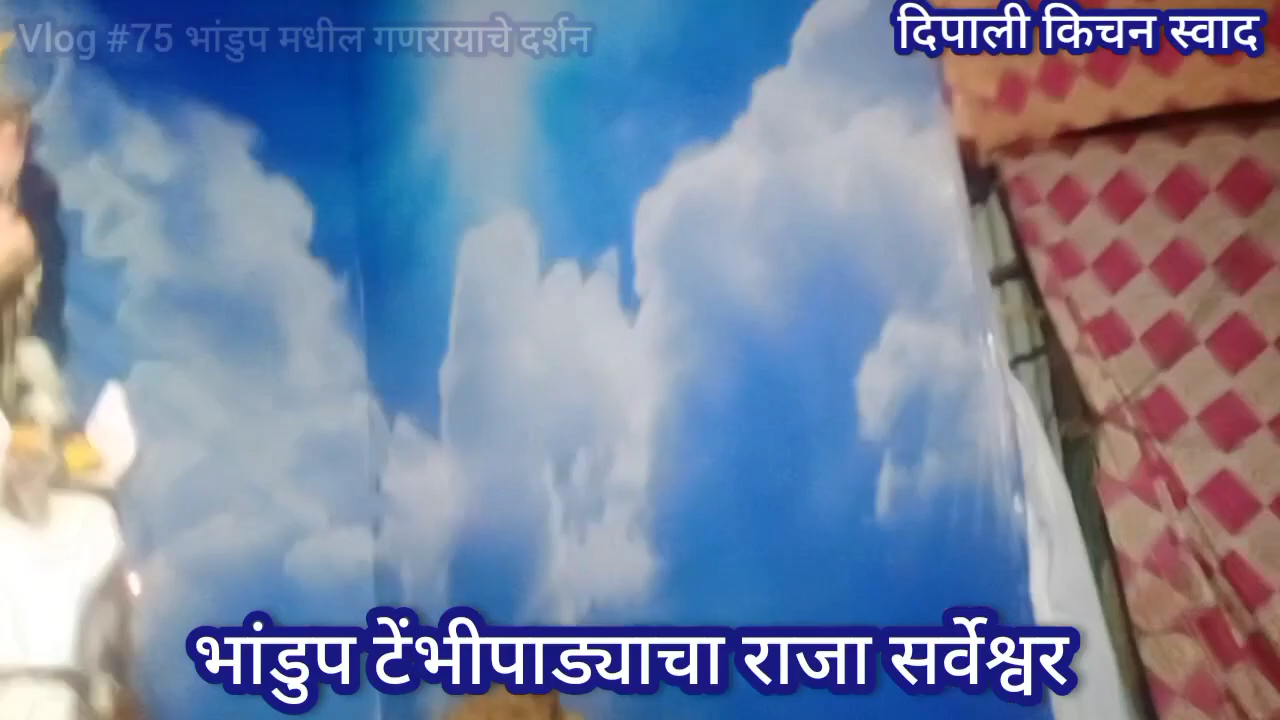 Vlog #75 भांडुप मधील गणरायाचे दर्शन
दिपाली किचन स्वाद
भांडुप टेंभीपाड्याचा राजा सर्वेश्वर